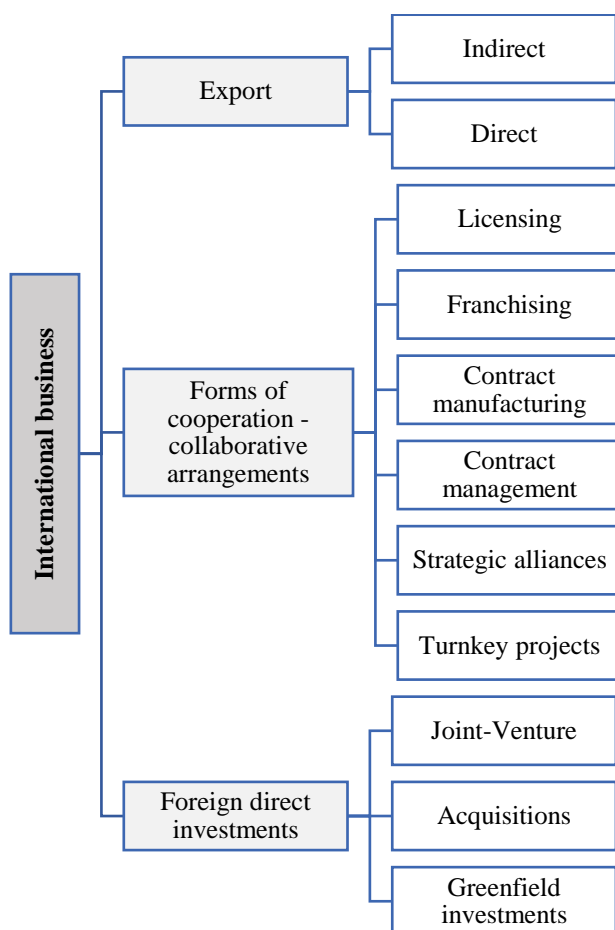 International business
Export
Indirect
Direct
Forms of
cooperation -
collaborative
arrangements
Licensing
Franchising
Contract
manufacturing
Contract
management
Strategic alliances
Turnkey projects
Foreign direct
investments
Joint-Venture
Acquisitions
Greenfield
investments